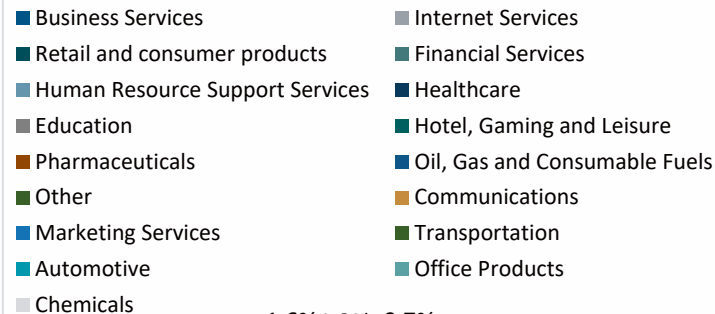 Business Services
Internet Services
Retail and consumer products
Financial Services
Human Resource Support Services
Healthcare
Education
Hotel, Gaming and Leisure
Pharmaceuticals
Oil, Gas and Consumable Fuels
Other
Communications
Marketing Services
Transportation
Automotive
Office Products
Chemicals